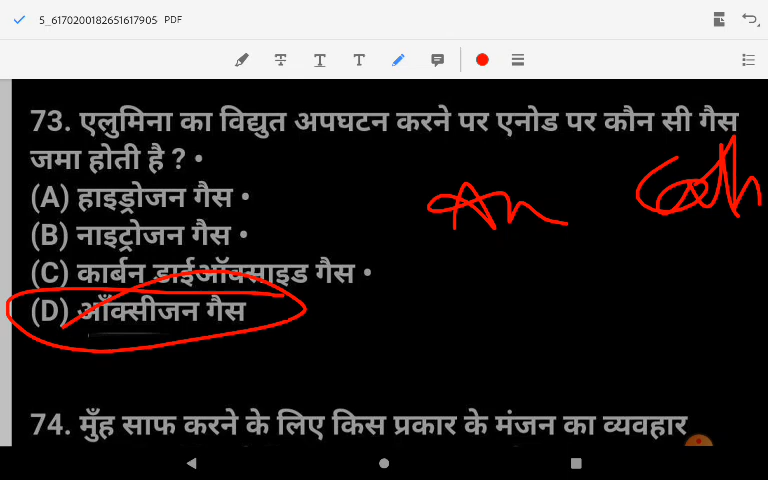 5_6170200182651617905 PDF
73. एलुमिना का विद्युत अपघटन करने पर एनोड पर कौन सी गैस
जमा होती है ? •
(A) हाइड्रोजन गैस •
(B) नाइट्रोजन गैस •
(C) कार्बन डाईऑक्साइड गैस •
(D) आँक्सीजन गैस
An
Cath
74. मुँह साफ करने के लिए किस प्रकार के मंजन का व्यवहार